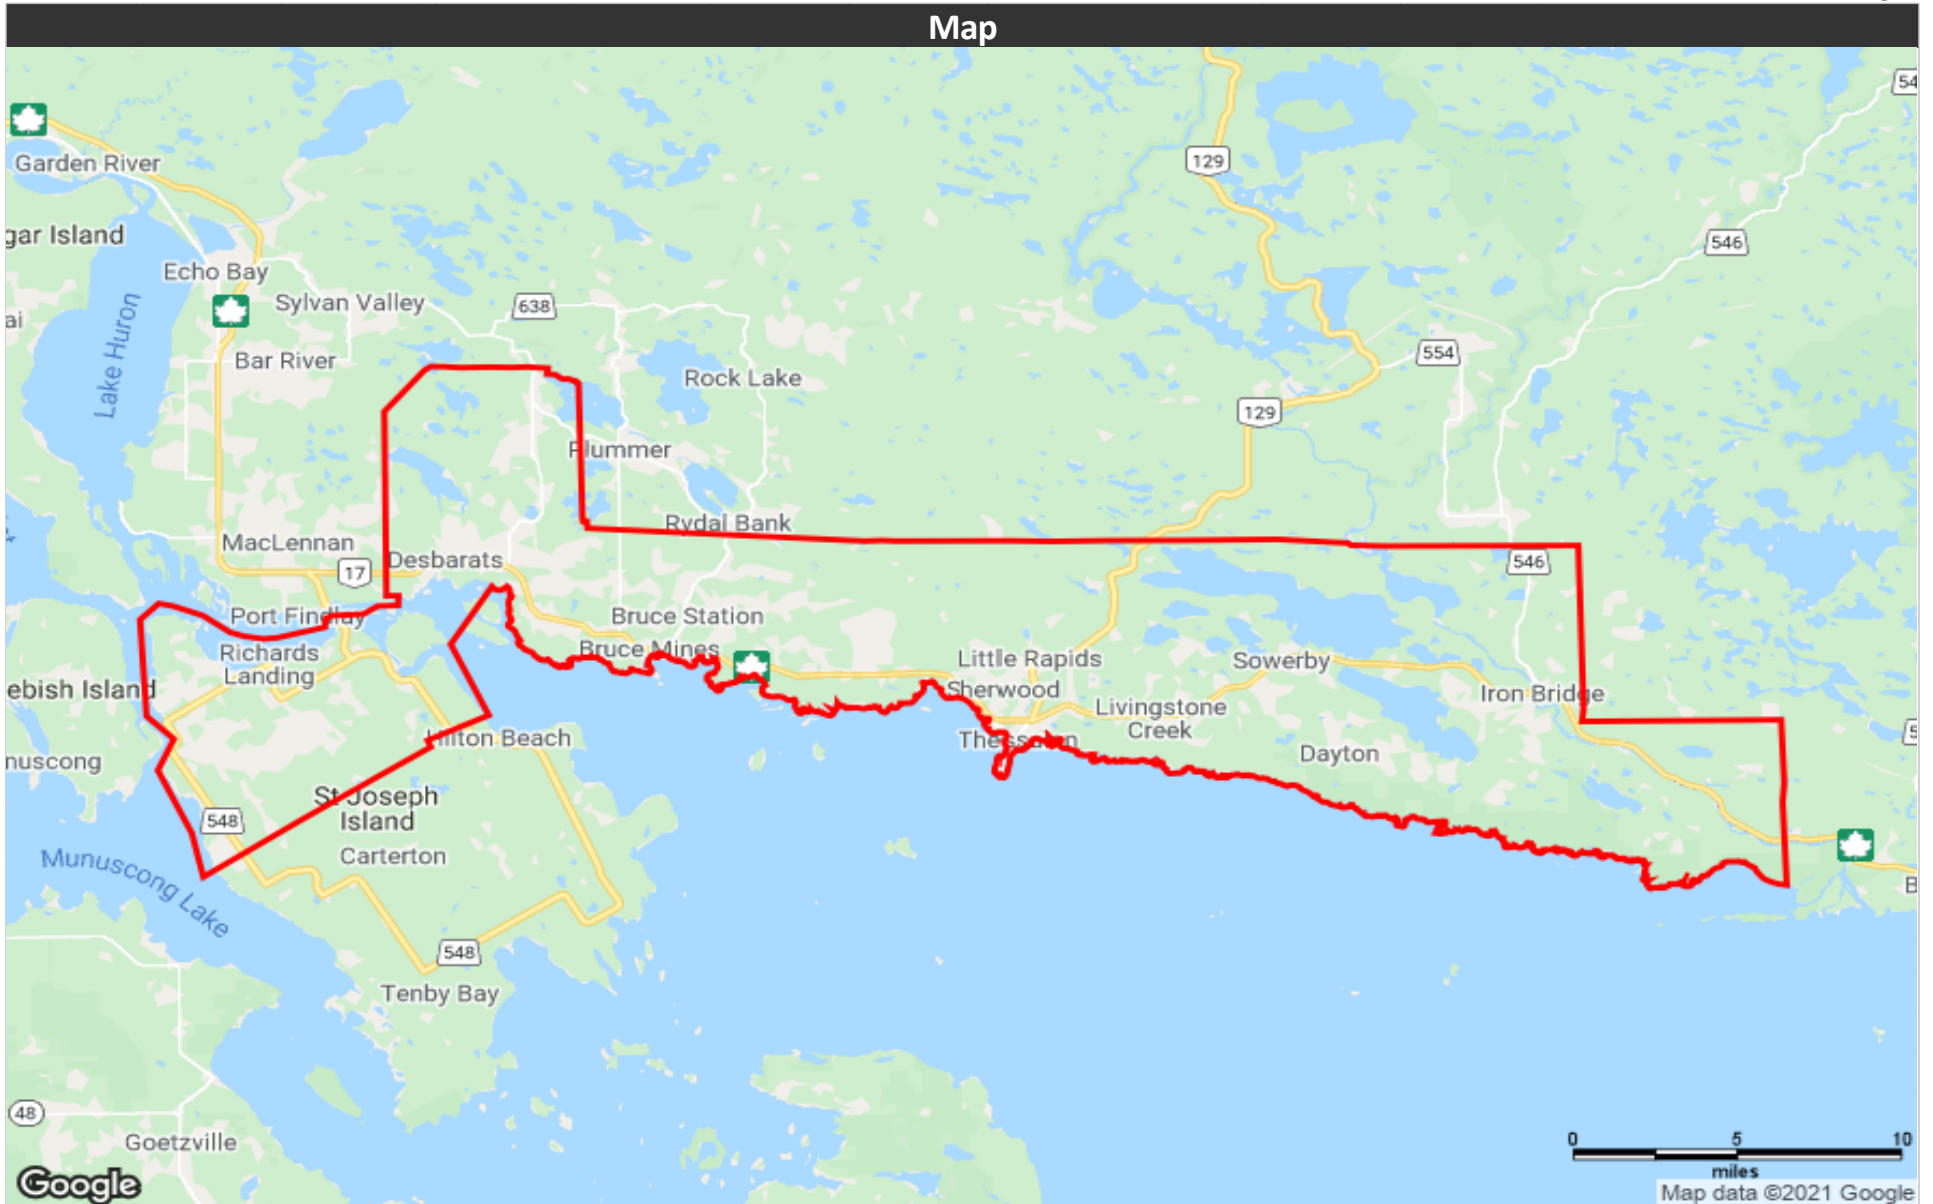 Map
54
Garden River
129
gar Island
546
Echo Bay
Sylvan Valley
638
ai
Lake Huron
Bar River
554
Rock Lake
129
Plummer
Rydal Bank
MacLennan
Desbarats
17
546
Port Findlay
Bruce Station
Richards
Landing
Bruce Mines
Little Rapids
Sowerby
ebish Island
Sherwood
Iron Bridge
Livingstone
Creek
Hilton Beach
Thessalon
Dayton
5
nuscong
St Joseph
Island
548
Carterton
Munuscong Lake
B
548
Tenby Bay
48
Goetzville
0 5 10
miles
Google
Map data ©2021 Google